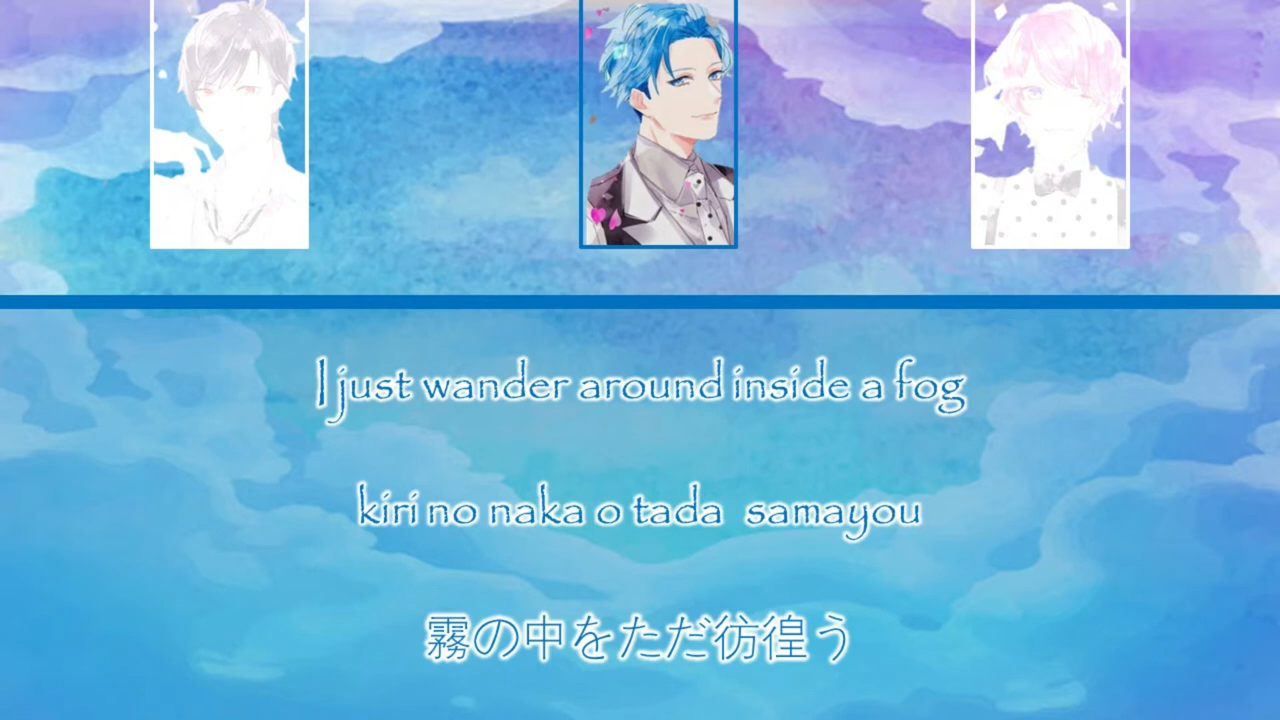 I just wander around inside a fog
kiri no naka o tada samayou
霧の中をただ彷徨う